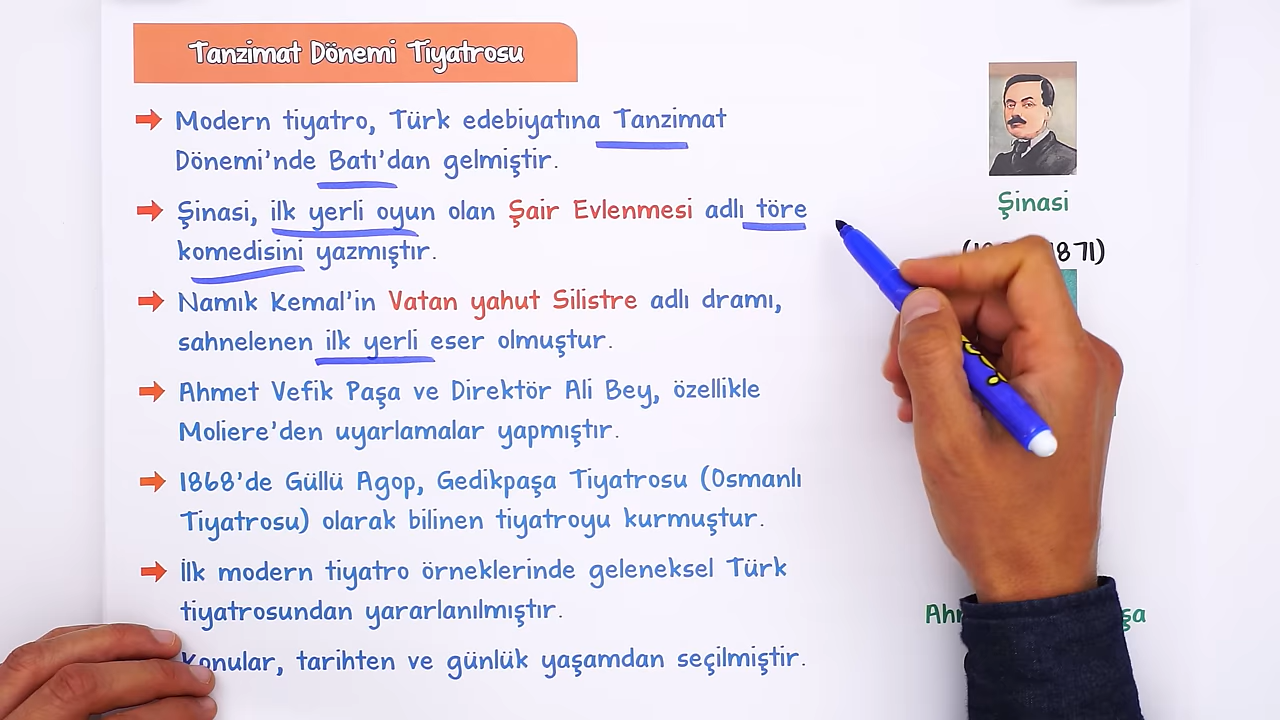 Tanzimat Dönemi Tiyatrosu
Modern tiyatro, Türk edebiyatına Tanzimat
Dönemi'nde Batı'dan gelmiştir.
Şinasi, ilk yerli oyun olan Şair Evlenmesi adlı töre
komedisini yazmıştır.
Namık Kemal'in Vatan yahut Silistre adlı dramı,
sahnelenen ilk yerli eser olmuştur.
Ahmet Vefik Paşa ve Direktör Ali Bey, özellikle
Moliere'den uyarlamalar yapmıştır.
1868'de Güllü Agop, Gedikpaşa Tiyatrosu (Osmanlı
Tiyatrosu) olarak bilinen tiyatroyu kurmuştur.
İlk modern tiyatro örneklerinde geleneksel Türk
tiyatrosundan yararlanılmıştır.
Konular, tarihten ve günlük yaşamdan seçilmiştir.
Şinasi